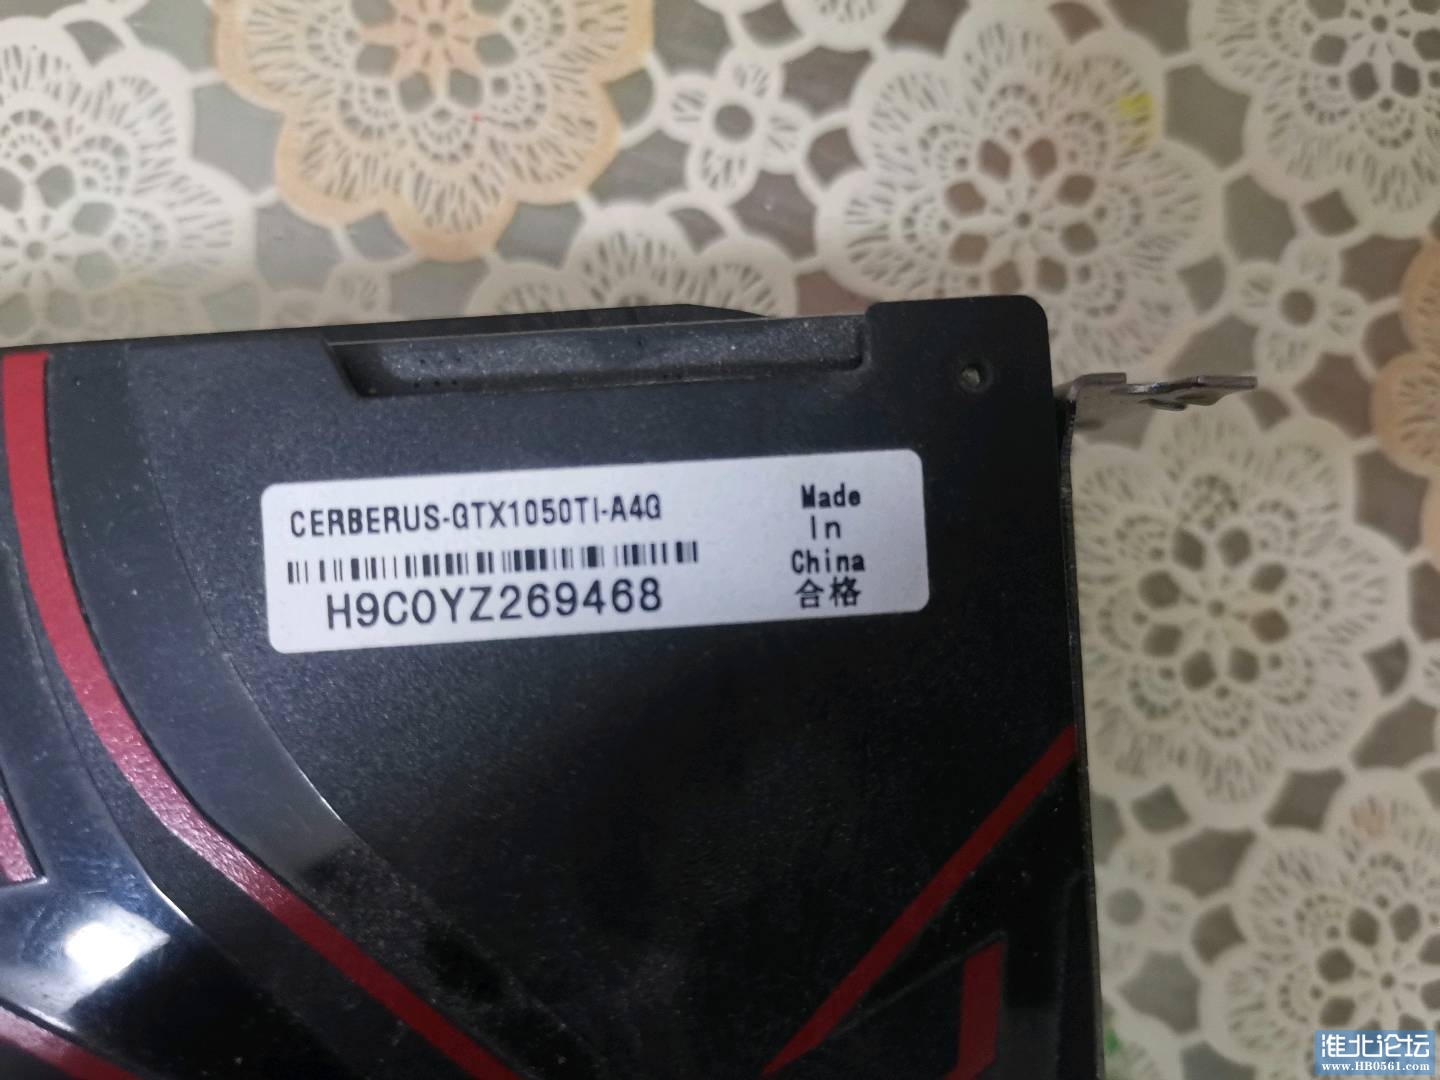 CERBERUS-GTX1050TI-A4G
H9C0YZ269468
Made
In
China
合格
淮北论坛
www.HB0561.com